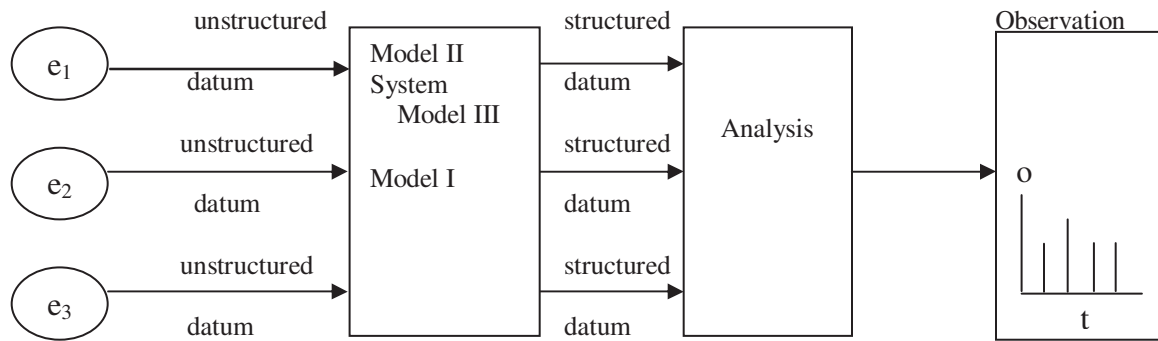 Observation
unstructured
structured
e₁
Model II
datum
System
datum
Model III
Analysis
unstructured
structured
e₂
Model I
datum
datum
o
unstructured
structured
e₃
datum
datum
t